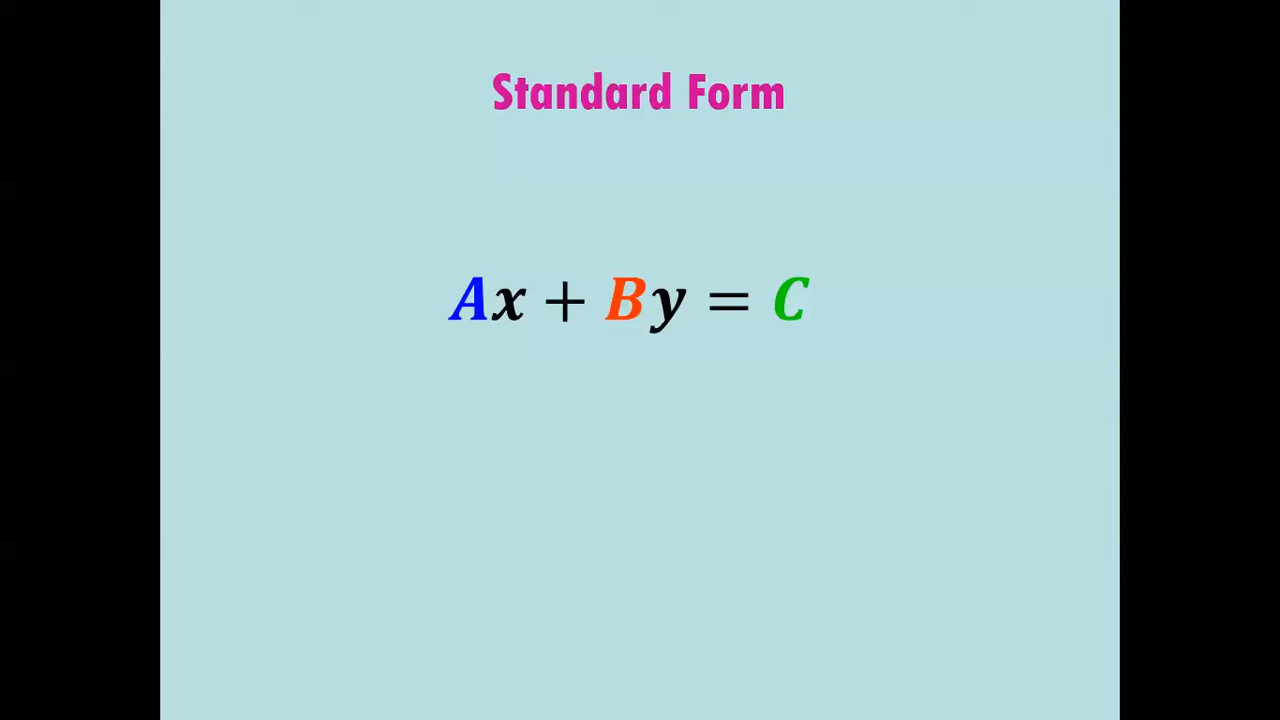 Standard Form
Ax + By = C